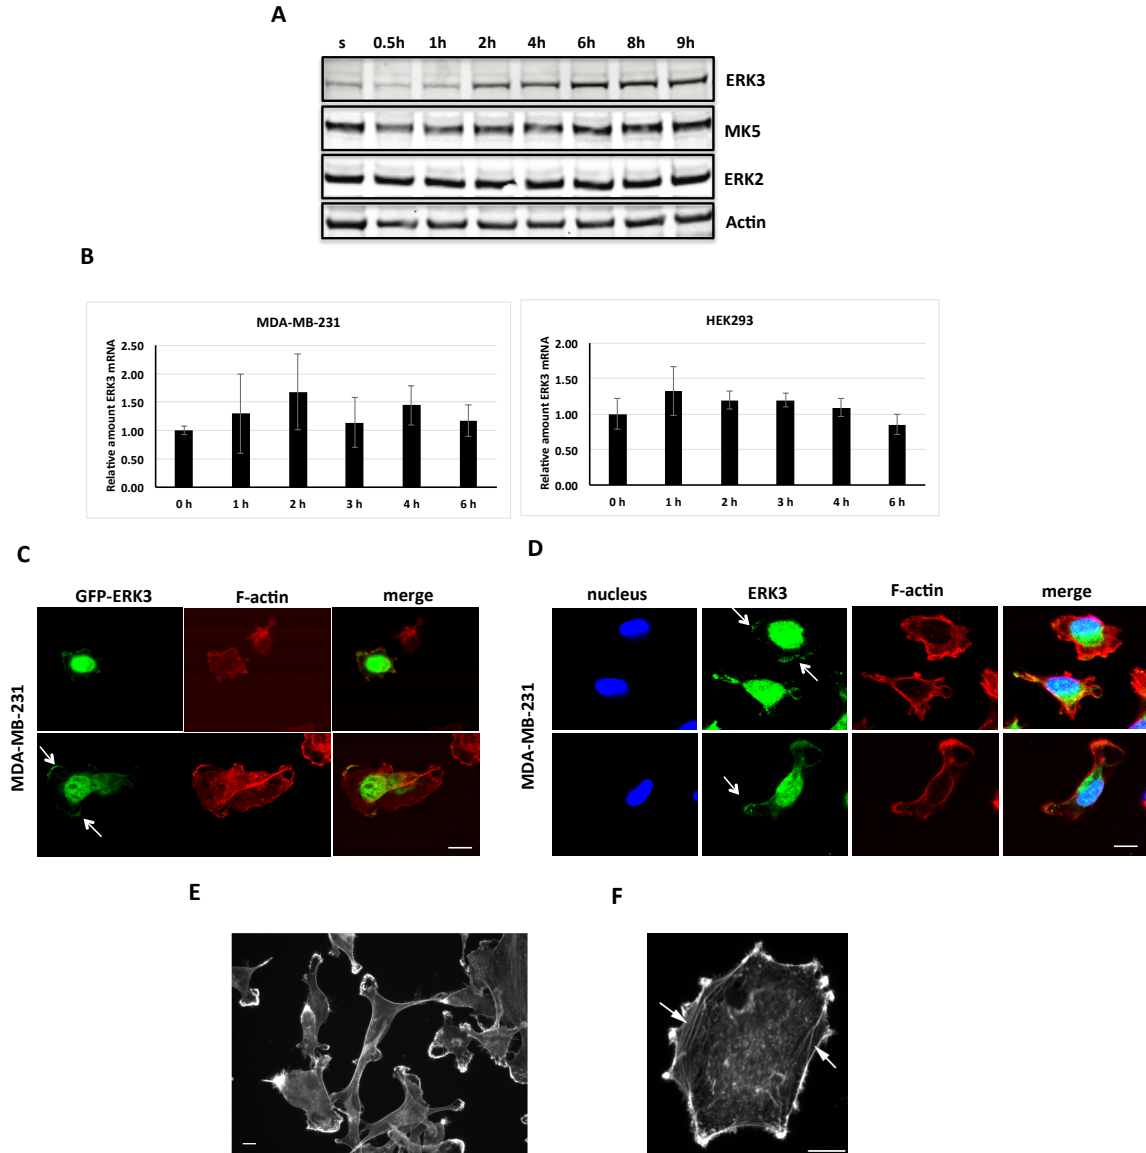 A
s 0.5h 1h 2h 4h 6h 8h 9h
ERK3
MK5
ERK2
Actin
B
MDA-MB-231
Relative amount ERK3 mRNA
2.50
2.00
1.50
1.00
0.50
0.00
0 h 1 h 2 h 3 h 4 h 6 h
HEK293
Relative amount ERK3 mRNA
2.00
1.50
1.00
0.50
0.00
0 h 1 h 2 h 3 h 4 h 6 h
C
GFP-ERK3 F-actin merge
MDA-MB-231
D
nucleus ERK3 F-actin merge
MDA-MB-231
E
F